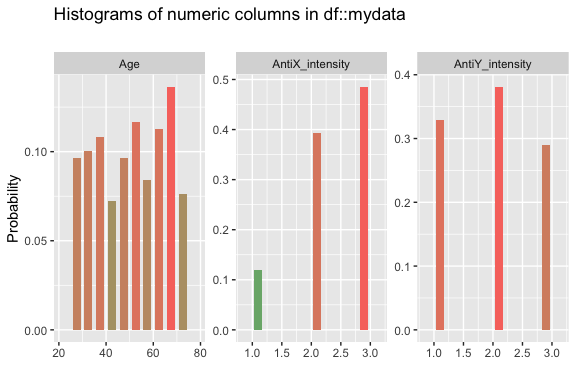 Histograms of numeric columns in df::mydata
Age
AntiX_intensity
AntiY_intensity
Probability
0.10
0.05
0.00
20 40 60 80
0.5
0.4
0.3
0.2
0.1
0.0
1.0 1.5 2.0 2.5 3.0
0.4
0.3
0.2
0.1
0.0
1.0 1.5 2.0 2.5 3.0